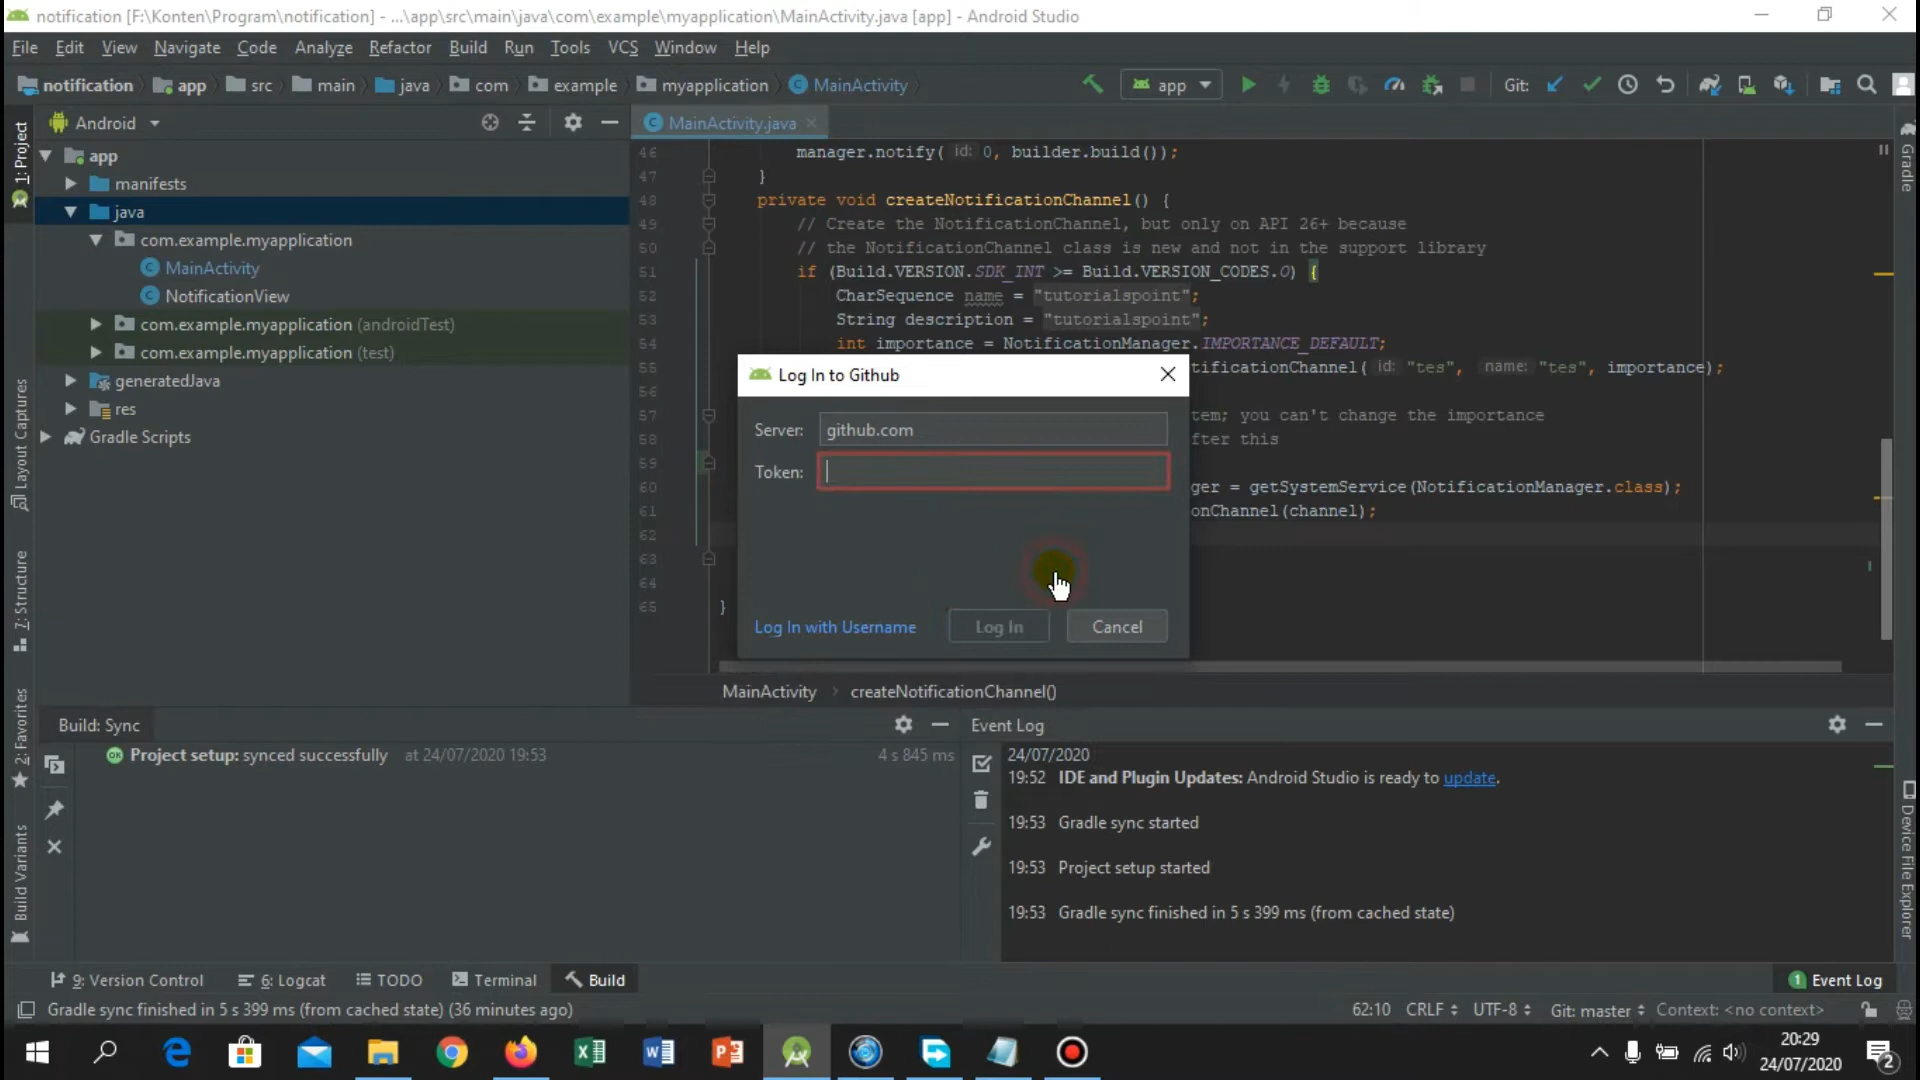 notification [F:\Konten\Program\notification] - ...\app\src\main\java\com\example\myapplication\MainActivity.java [app] - Android Studio
File Edit View Navigate Code Analyze Refactor Build Run Tools VCS Window Help
notification app src main java com example myapplication MainActivity app Git:
Android
MainActivity.java
1: Project
Layout Captures
7: Structure
2: Favorites
Build Variants
app
manifests
java
com.example.myapplication
MainActivity
NotificationView
com.example.myapplication (androidTest)
com.example.myapplication (test)
generatedJava
res
Gradle Scripts
46 manager.notify( id: 0, builder.build());
47 }
48 private void createNotificationChannel() {
49 // Create the NotificationChannel, but only on API 26+ because
50 // the NotificationChannel class is new and not in the support library
51 if (Build.VERSION.SDK_INT >= Build.VERSION_CODES.O) {
52 CharSequence name = "tutorialspoint";
53 String description = "tutorialspoint";
54 int importance = NotificationManager.IMPORTANCE_DEFAULT;
55 tificationChannel( id: "tes", name: "tes", importance);
56
57 tem; you can't change the importance
58 fter this
59
60 ger = getSystemService(NotificationManager.class);
61 onChannel(channel);
62
63
64
65 }
Log In to Github
Server: github.com
Token:
Log In with Username Log In Cancel
MainActivity createNotificationChannel()
Gradle
Device File Explorer
Build: Sync
Project setup: synced successfully at 24/07/2020 19:53 4 s 845 ms
Event Log
24/07/2020
19:52 IDE and Plugin Updates: Android Studio is ready to update.
19:53 Gradle sync started
19:53 Project setup started
19:53 Gradle sync finished in 5 s 399 ms (from cached state)
9: Version Control 6: Logcat TODO Terminal Build 1 Event Log
Gradle sync finished in 5 s 399 ms (from cached state) (36 minutes ago) 62:10 CRLF UTF-8 Git: master Context: <no context>
20:29
24/07/2020
2